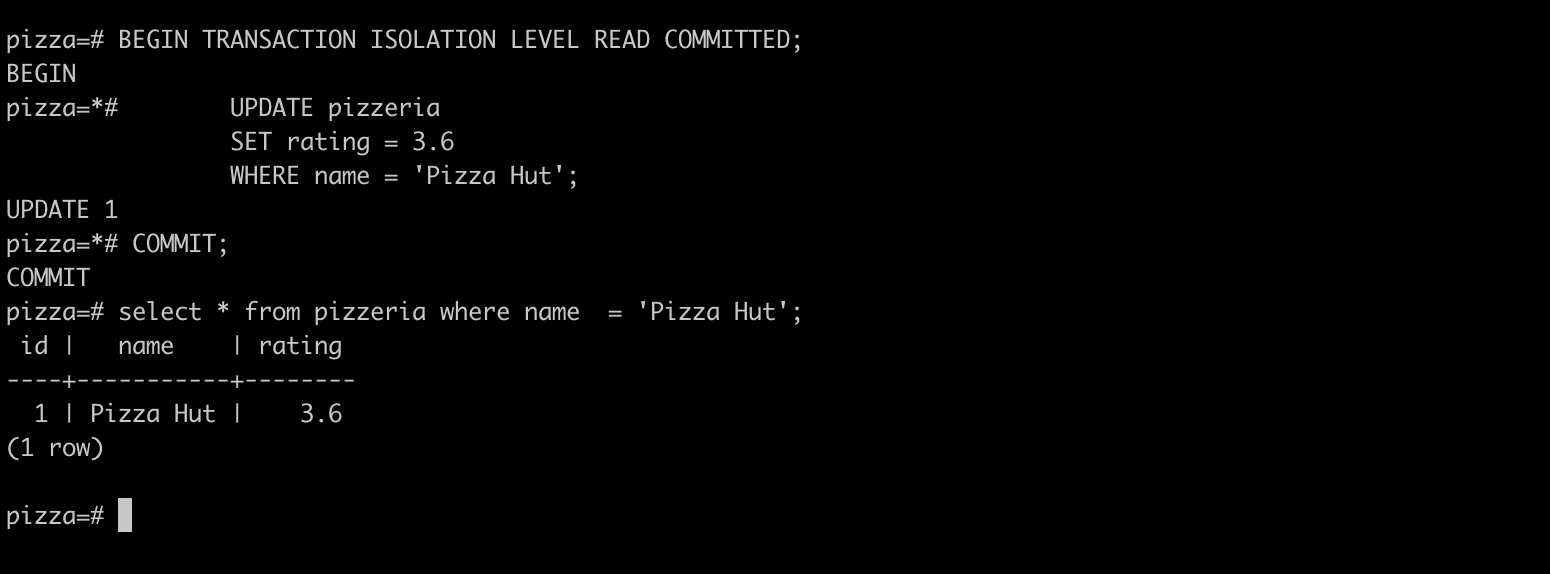 pizza=# BEGIN TRANSACTION ISOLATION LEVEL READ COMMITTED;
BEGIN
pizza=*#        UPDATE pizzeria
                SET rating = 3.6
                WHERE name = 'Pizza Hut';
UPDATE 1
pizza=*# COMMIT;
COMMIT
pizza=# select * from pizzeria where name  = 'Pizza Hut';
 id |   name    | rating
----+-----------+--------
  1 | Pizza Hut |    3.6
(1 row)

pizza=#